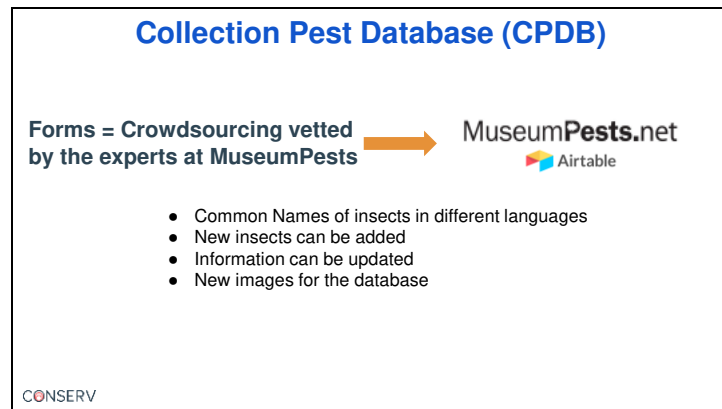 Collection Pest Database (CPDB)
Forms = Crowdsourcing vetted
by the experts at MuseumPests
MuseumPests.net
Airtable
● Common Names of insects in different languages
● New insects can be added
● Information can be updated
● New images for the database
CONSERV